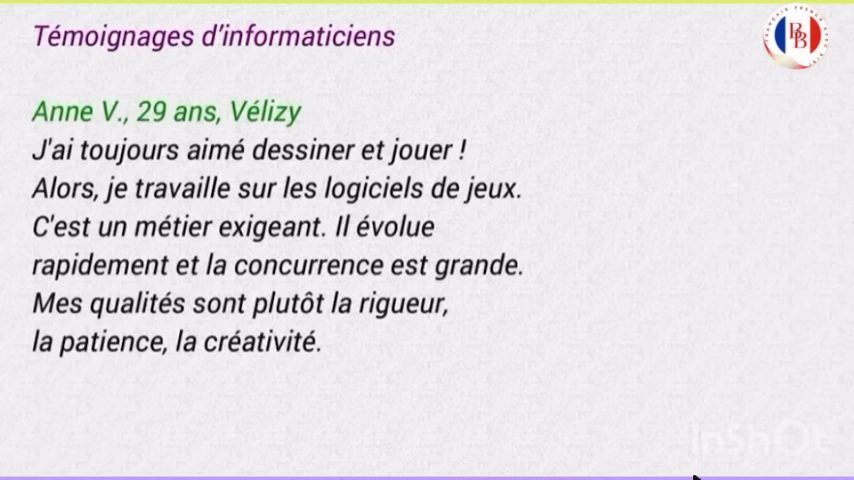 Témoignages d'informaticiens
Anne V., 29 ans, Vélizy
J'ai toujours aimé dessiner et jouer !
Alors, je travaille sur les logiciels de jeux.
C'est un métier exigeant. Il évolue
rapidement et la concurrence est grande.
Mes qualités sont plutôt la rigueur,
la patience, la créativité.
InShOt